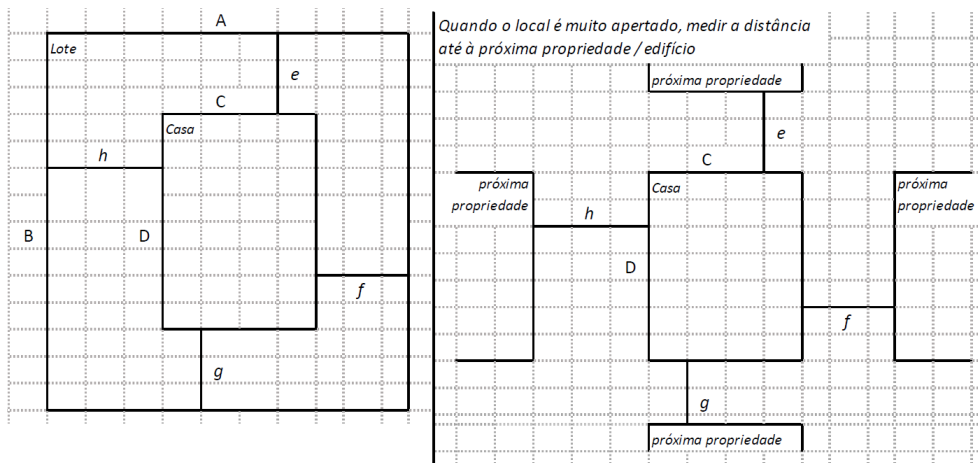 A
Lote
e
C
Casa
h
B
D
f
g
Quando o local é muito apertado, medir a distância
até à próxima propriedade / edifício
próxima propriedade
e
C
próxima
propriedade
Casa
próxima
propriedade
h
D
f
g
próxima propriedade